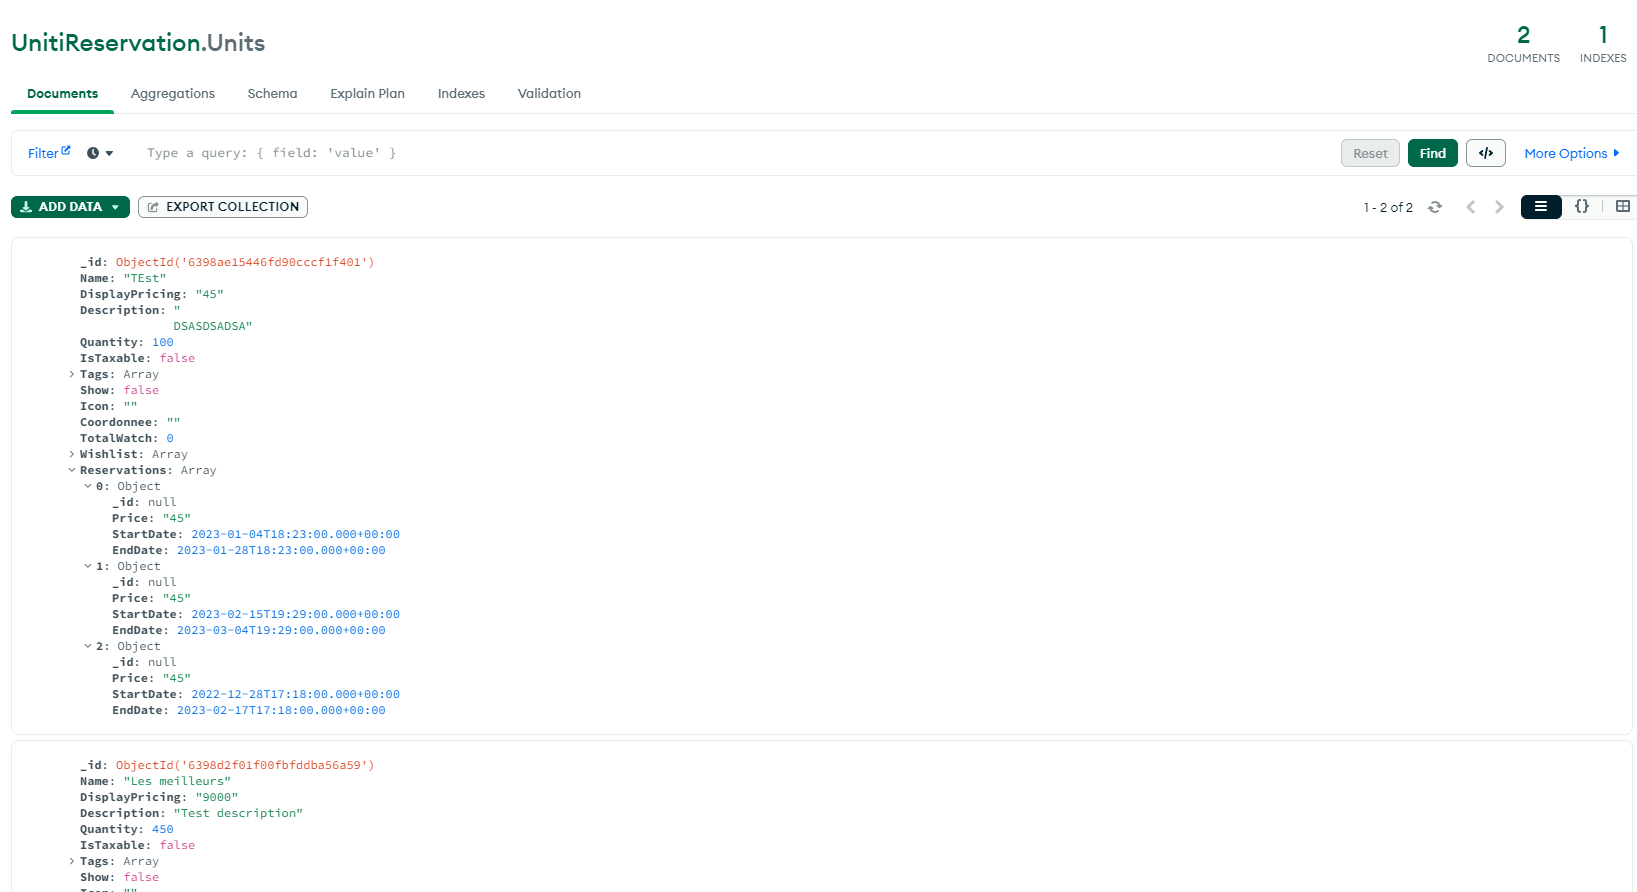 UnitiReservation.Units
2
DOCUMENTS
1
INDEXES
Documents Aggregations Schema Explain Plan Indexes Validation
Filter Type a query: { field: 'value' } Reset Find </> More Options
ADD DATA EXPORT COLLECTION 1 - 2 of 2 {}
_id: ObjectId('6398ae15446fd90cccf1f401')
Name: "TEst"
DisplayPricing: "45"
Description: "
DSASDSADSA"
Quantity: 100
IsTaxable: false
Tags: Array
Show: false
Icon: ""
Coordonnee: ""
TotalWatch: 0
Wishlist: Array
Reservations: Array
0: Object
_id: null
Price: "45"
StartDate: 2023-01-04T18:23:00.000+00:00
EndDate: 2023-01-28T18:23:00.000+00:00
1: Object
_id: null
Price: "45"
StartDate: 2023-02-15T19:29:00.000+00:00
EndDate: 2023-03-04T19:29:00.000+00:00
2: Object
_id: null
Price: "45"
StartDate: 2022-12-28T17:18:00.000+00:00
EndDate: 2023-02-17T17:18:00.000+00:00
_id: ObjectId('6398d2f01f00fbfddba56a59')
Name: "Les meilleurs"
DisplayPricing: "9000"
Description: "Test description"
Quantity: 450
IsTaxable: false
Tags: Array
Show: false
Icon: ""